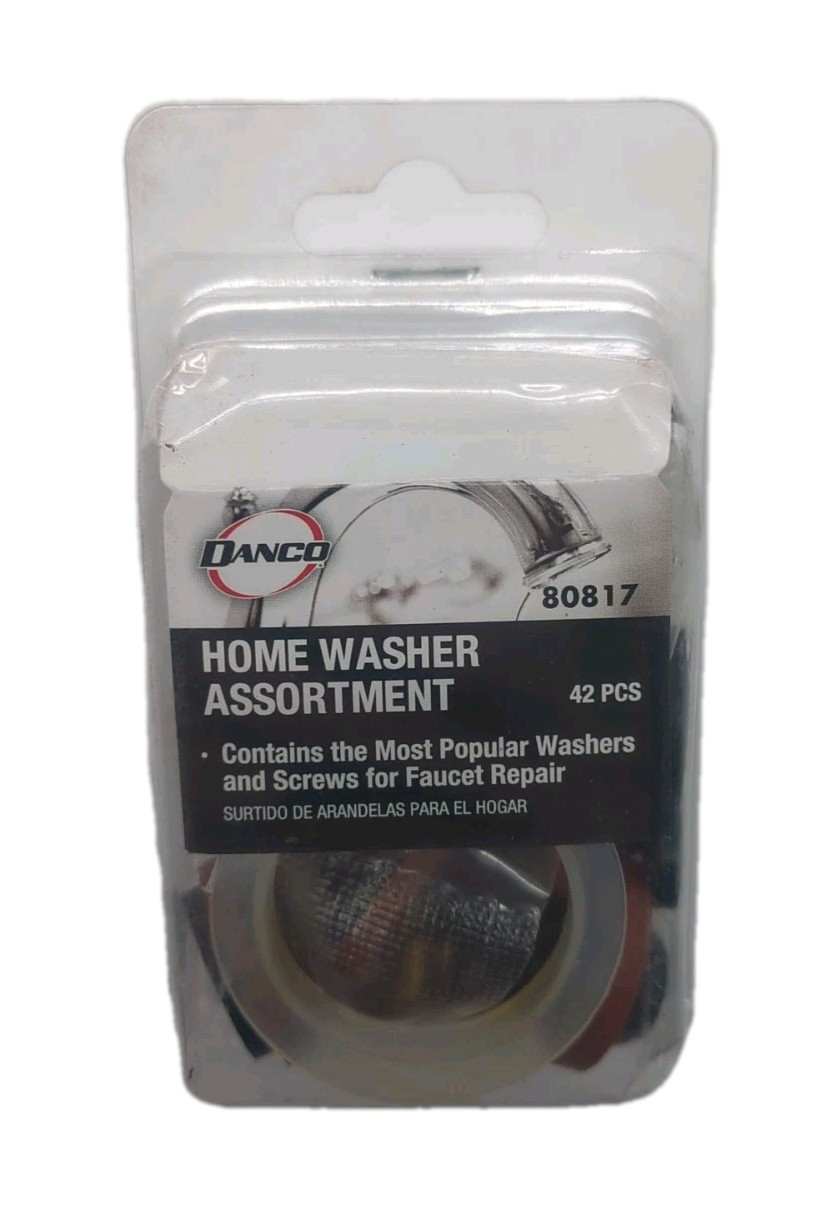 DANCO
80817
HOME WASHER
ASSORTMENT
42 PCS
· Contains the Most Popular Washers
and Screws for Faucet Repair
SURTIDO DE ARANDELAS PARA EL HOGAR